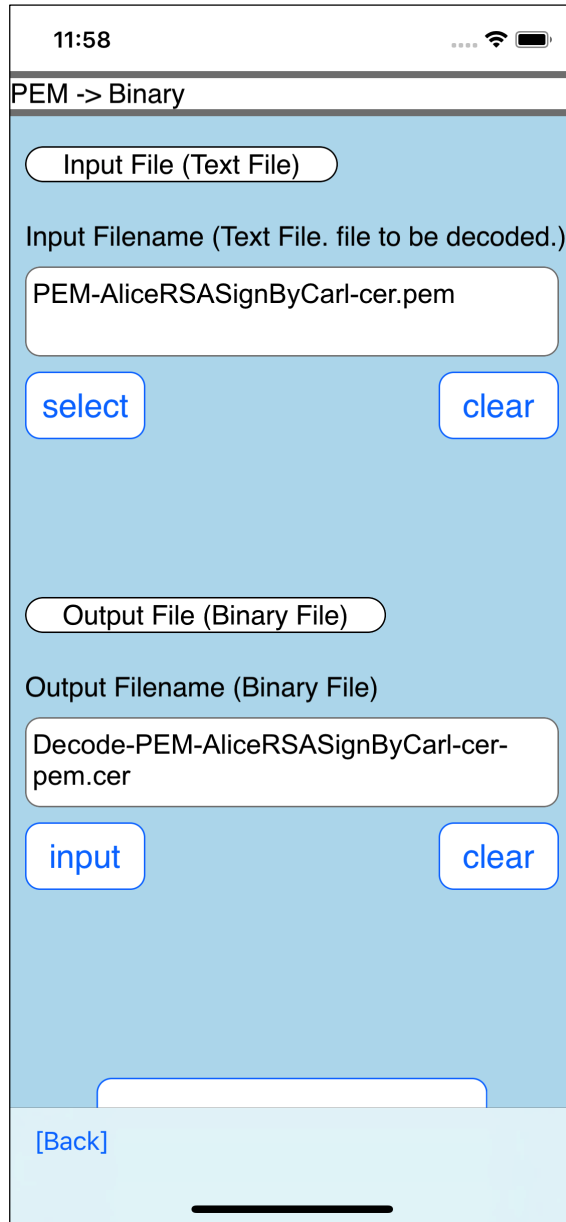 11:58
PEM -> Binary
Input File (Text File)
Input Filename (Text File. file to be decoded.)
PEM-AliceRSASignByCarl-cer.pem
select
clear
Output File (Binary File)
Output Filename (Binary File)
Decode-PEM-AliceRSASignByCarl-cer-
pem.cer
input
clear
[Back]